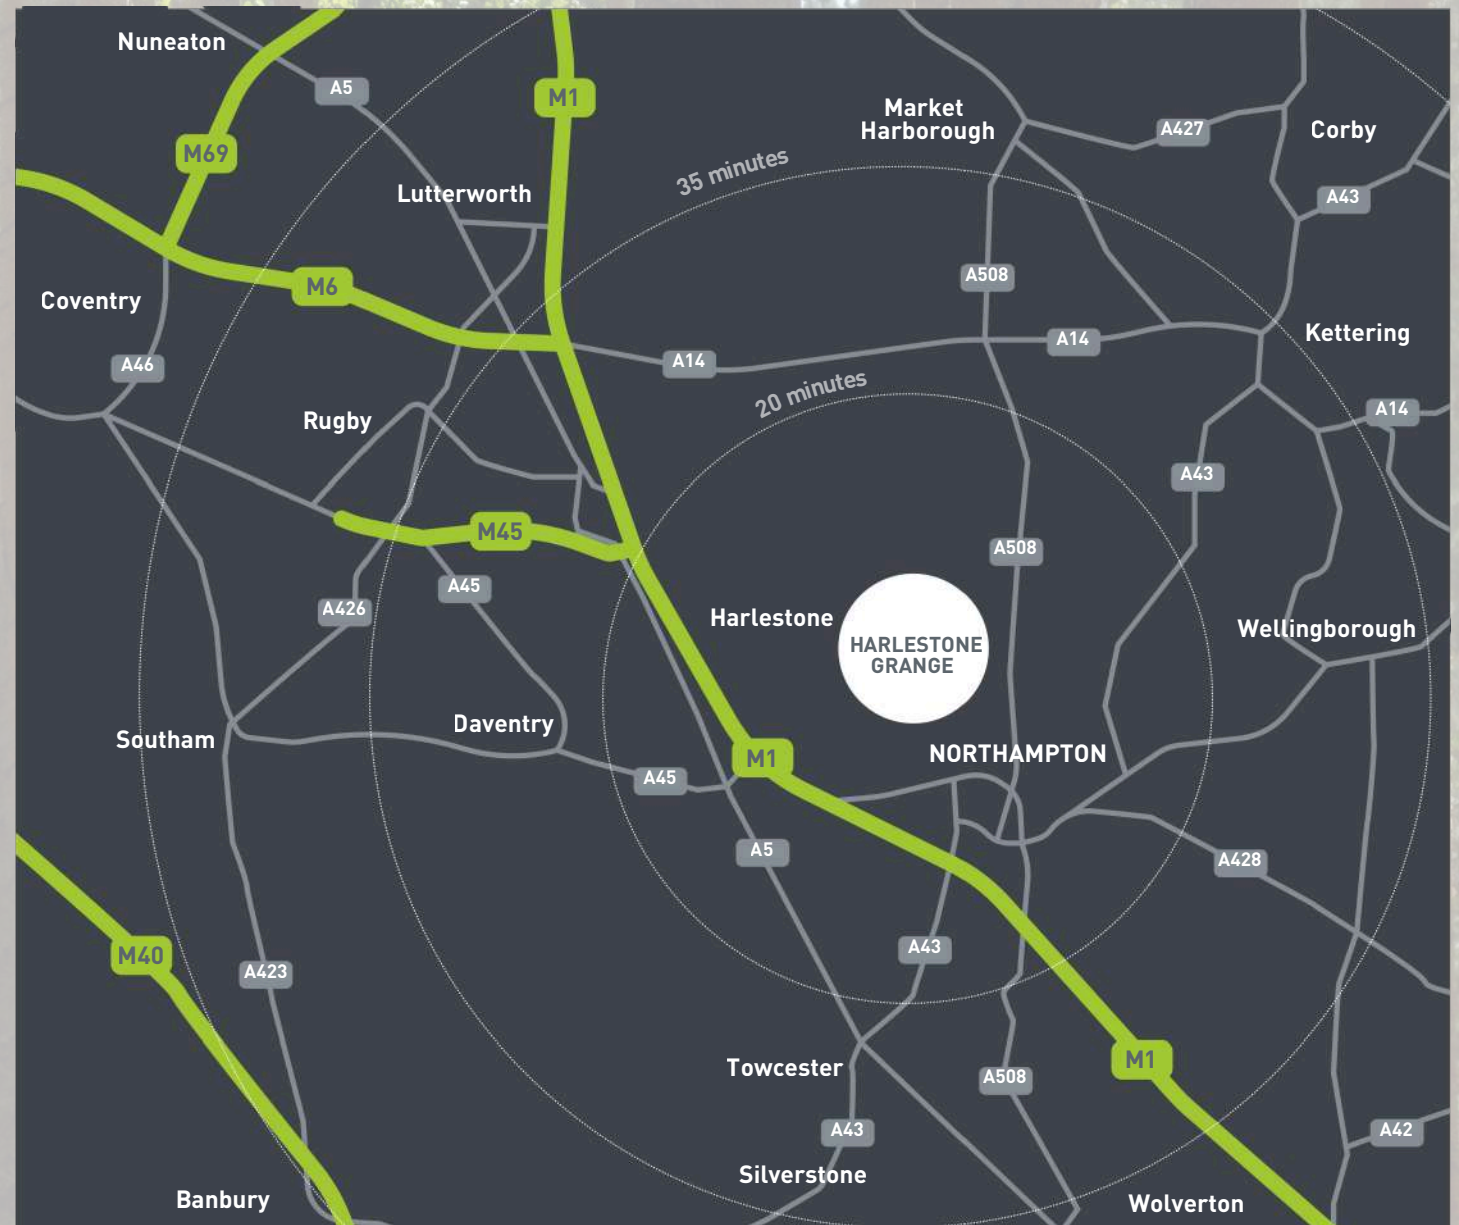 Nuneaton
A5
M1
Market
Harborough
A427
Corby
M69
35 minutes
Lutterworth
A43
A508
M6
Coventry
Kettering
A14
A14
A46
20 minutes
A14
Rugby
A43
M45
A508
A45
A426
Harlestone
HARLESTONE
GRANGE
Wellingborough
Daventry
Southam
NORTHAMPTON
M1
A45
A5
A428
A43
M40
A423
Towcester
M1
A508
A43
A42
Silverstone
Banbury
Wolverton